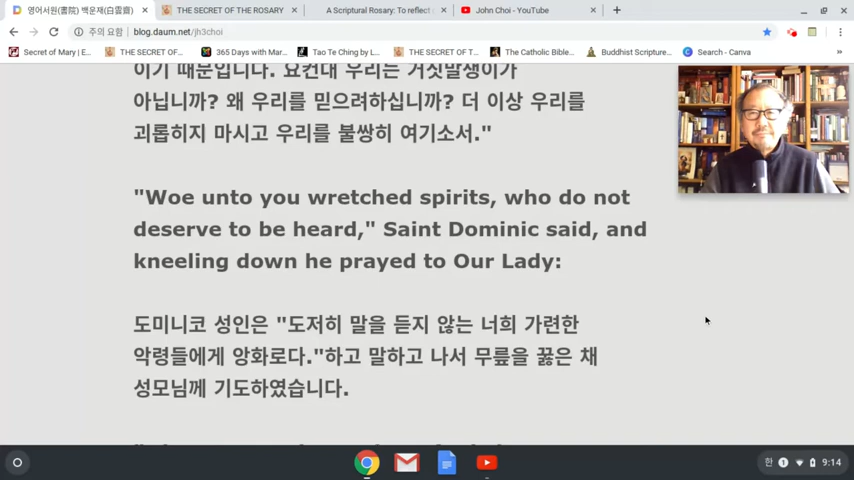 영어서원(書院) 백운재(白雲齋)
THE SECRET OF THE ROSARY
A Scriptural Rosary: To reflect
John Choi - YouTube
주의 요함
blog.daum.net/jh3choi
Secret of Mary | E...
THE SECRET OF...
365 Days with Mar...
Tao Te Ching by L...
THE SECRET OF T...
The Catholic Bible...
Buddhist Scripture...
Search - Canva
이기 때문입니다. 요컨대 우리는 거짓말쟁이가
아닙니까? 왜 우리를 믿으려하십니까? 더 이상 우리를
괴롭히지 마시고 우리를 불쌍히 여기소서."
"Woe unto you wretched spirits, who do not
deserve to be heard," Saint Dominic said, and
kneeling down he prayed to Our Lady:
도미니코 성인은 "도저히 말을 듣지 않는 너희 가련한
악령들에게 앙화로다."하고 말하고 나서 무릎을 꿇은 채
성모님께 기도하였습니다.
한
9:14